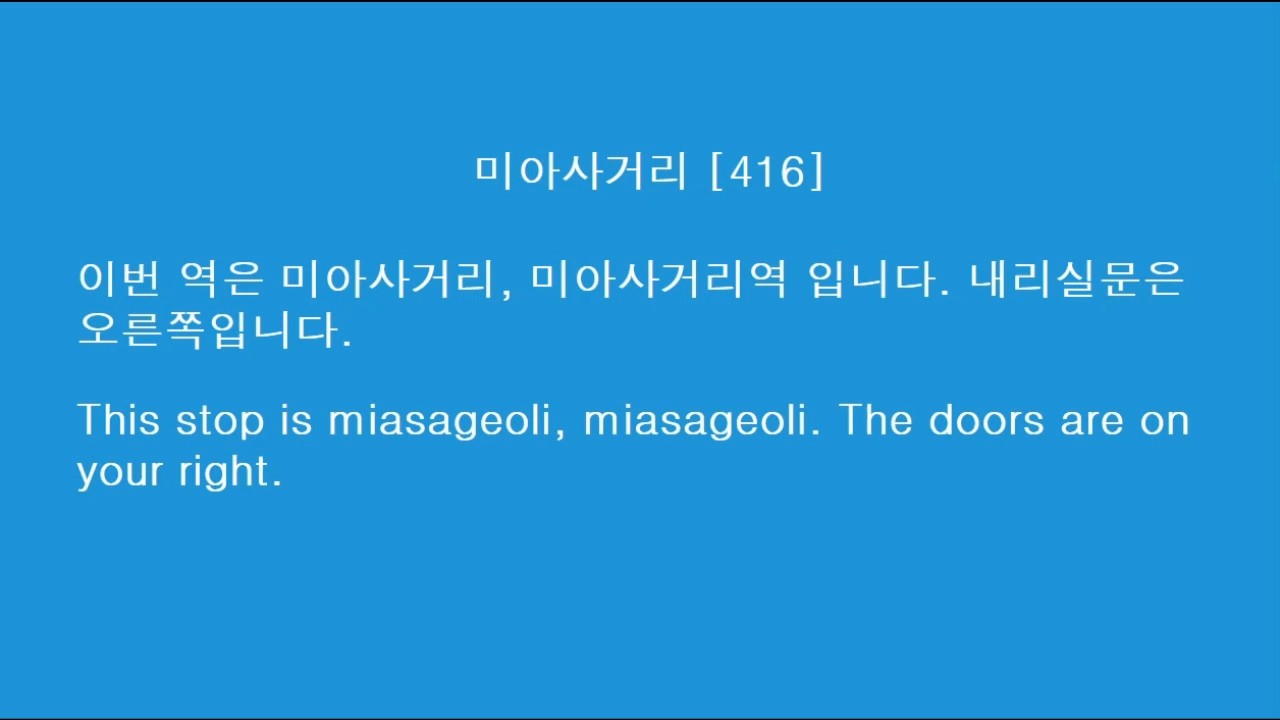 미아사거리 [416]
이번 역은 미아사거리, 미아사거리역 입니다. 내리실문은
오른쪽입니다.
This stop is miasageoli, miasageoli. The doors are on
your right.